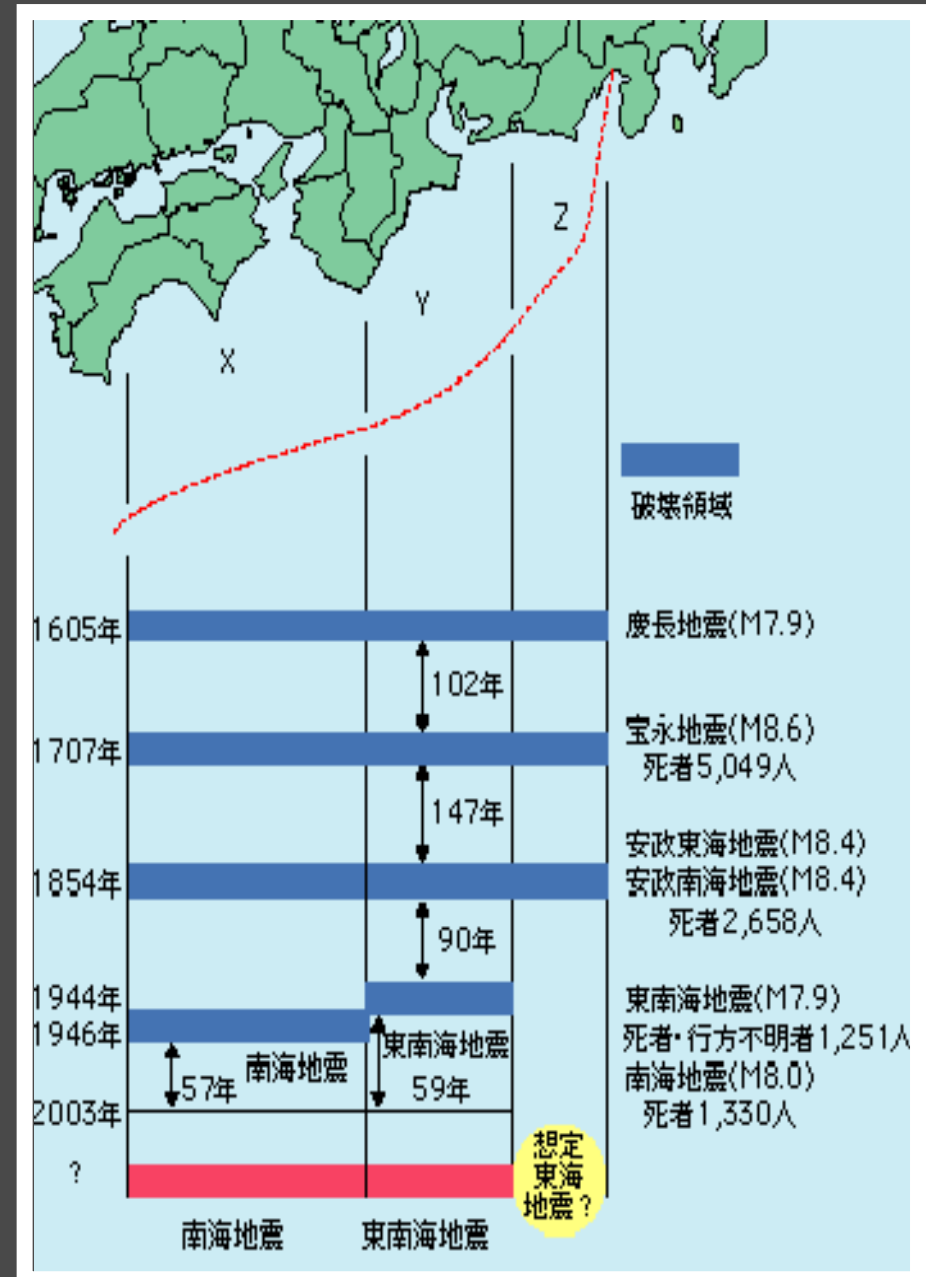 Z
Y
X
破壊領域
1605年
慶長地震(M7.9)
102年
1707年
宝永地震(M8.6)
死者5,049人
147年
1854年
安政東海地震(M8.4)
安政南海地震(M8.4)
死者2,658人
90年
1944年
東南海地震(M7.9)
1946年
死者・行方不明者1,251人
南海地震
東南海地震
南海地震(M8.0)
57年
59年
死者1,330人
2003年
?
想定
東海
地震?
南海地震
東南海地震